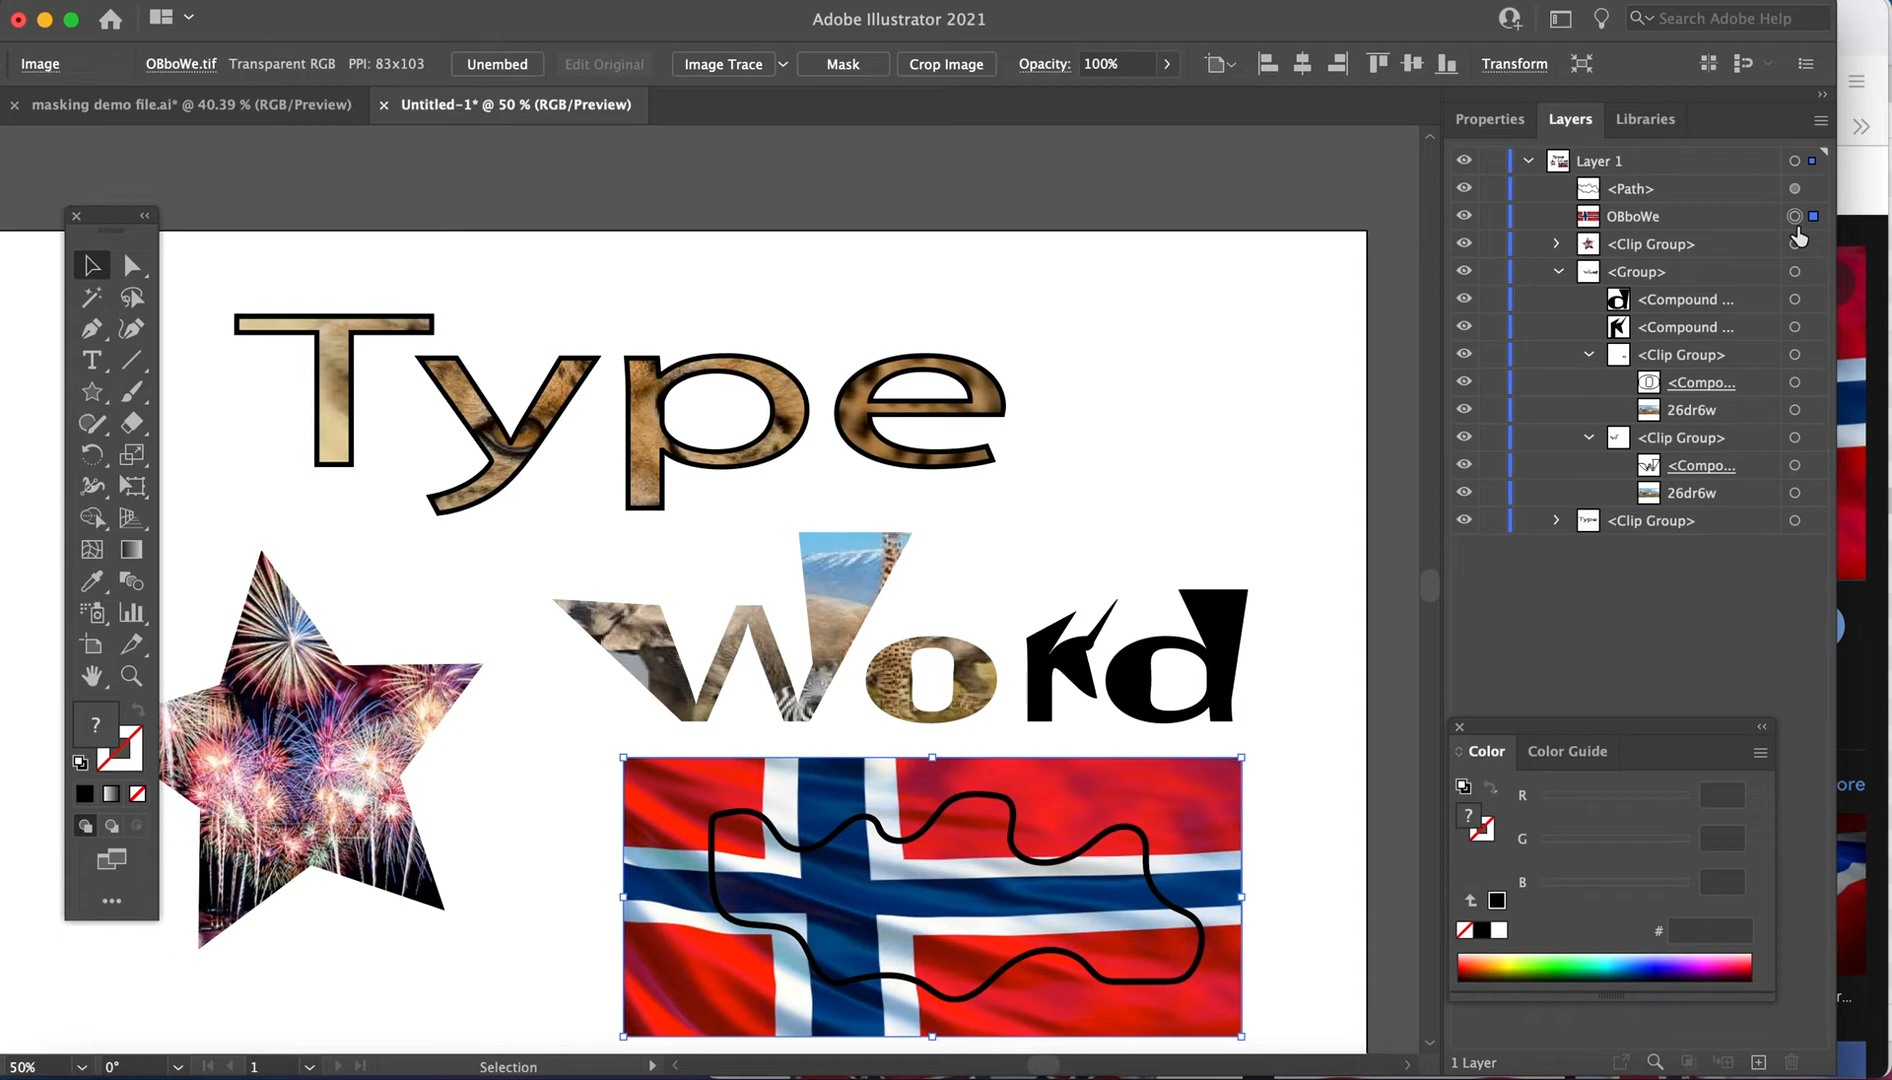 Adobe Illustrator 2021
Search Adobe Help
Image
OBboWe.tif
Transparent RGB
PPI: 83x103
Unembed
Edit Original
Image Trace
Mask
Crop Image
Opacity:
100%
Transform
masking demo file.ai* @ 40.39 % (RGB/Preview)
Untitled-1* @ 50 % (RGB/Preview)
Properties
Layers
Libraries
Layer 1
<Path>
OBboWe
<Clip Group>
<Group>
<Compound ...
<Compound ...
<Clip Group>
<Compo...
26dr6w
<Clip Group>
<Compo...
26dr6w
<Clip Group>
Type
Word
?
Color
Color Guide
?
R
G
B
#
ore
r...
50%
0°
1
Selection
1 Layer